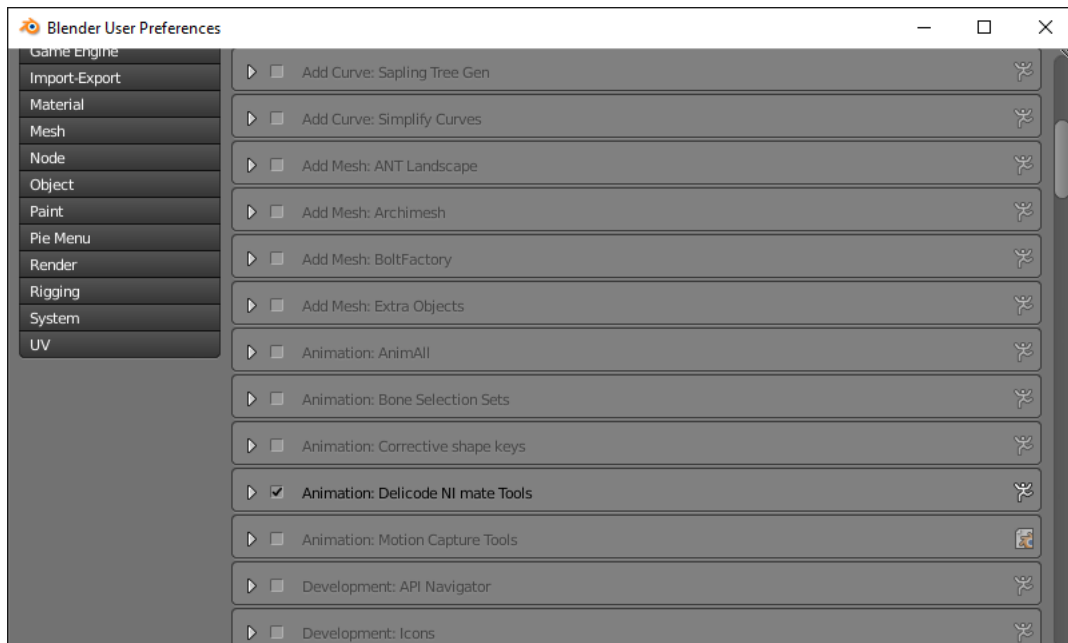 Blender User Preferences
Game Engine
Import-Export
Material
Mesh
Node
Object
Paint
Pie Menu
Render
Rigging
System
UV
Add Curve: Sapling Tree Gen
Add Curve: Simplify Curves
Add Mesh: ANT Landscape
Add Mesh: Archimesh
Add Mesh: BoltFactory
Add Mesh: Extra Objects
Animation: AnimAll
Animation: Bone Selection Sets
Animation: Corrective shape keys
Animation: Delicode NI mate Tools
Animation: Motion Capture Tools
Development: API Navigator
Development: Icons